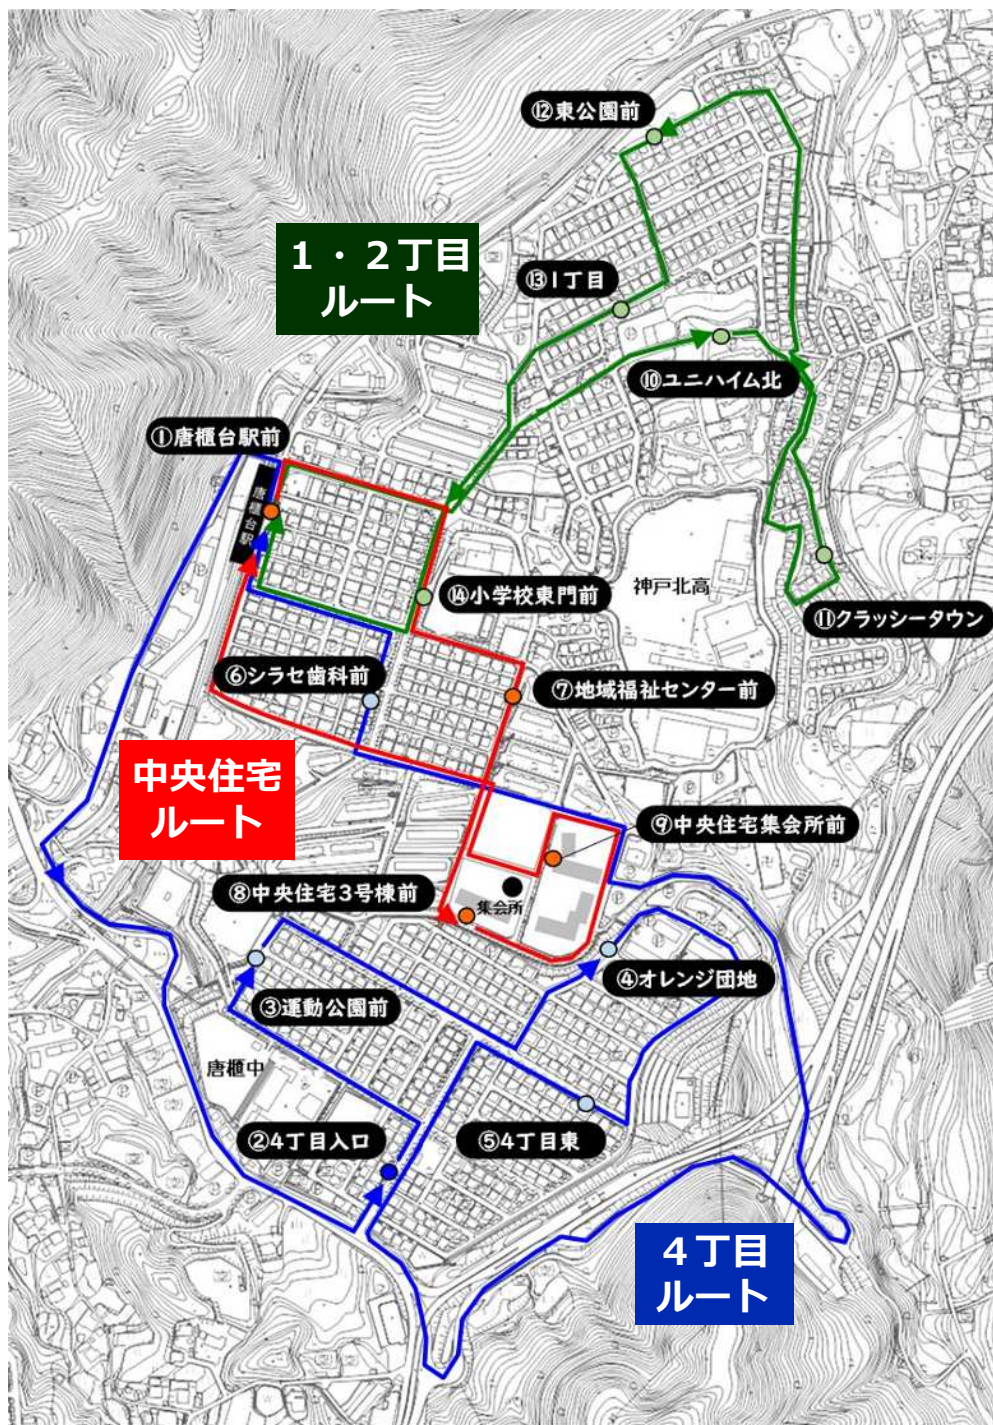 ⑫東公園前
1・2丁目
ルート
⑬1丁目
⑩ユニハイム北
①唐櫃台駅前
唐櫃台駅
神戸北高
⑭小学校東門前
⑪クラッシータウン
⑥シラセ歯科前
⑦地域福祉センター前
中央住宅
ルート
⑨中央住宅集会所前
⑧中央住宅3号棟前
集会所
④オレンジ団地
③運動公園前
唐櫃中
②4丁目入口
⑤4丁目東
4丁目
ルート